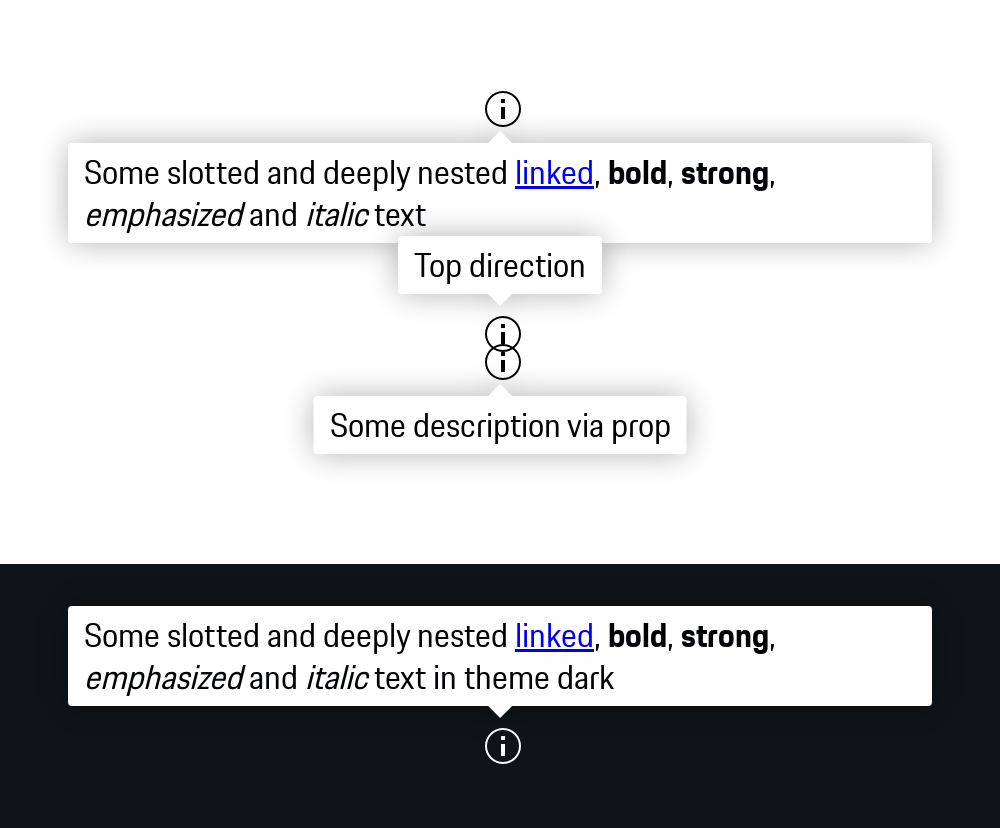 Some slotted and deeply nested linked, bold, strong,
emphasized and italic text
Top direction
Some description via prop
Some slotted and deeply nested linked, bold, strong,
emphasized and italic text in theme dark